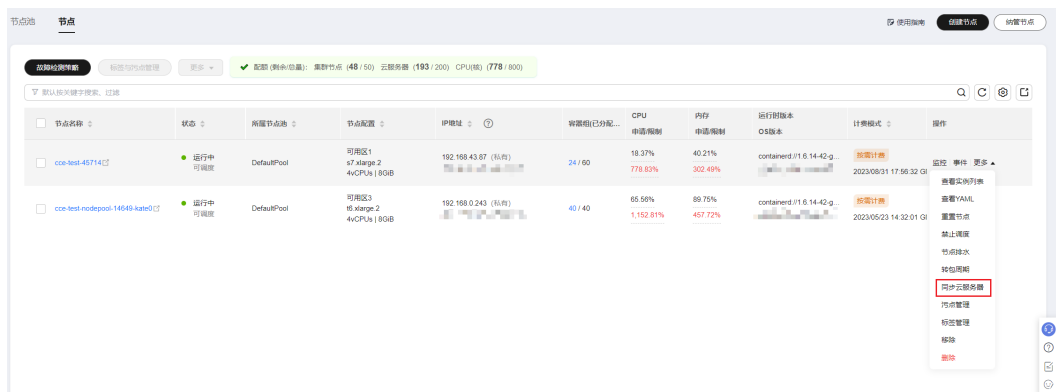 节点池 节点 使用指南 创建节点 纳管节点
故障检测策略 标签与污点管理 更多 配额 (剩余/总量): 集群节点 (48 / 50) 云服务器 (193 / 200) CPU(核) (778 / 800)
默认按关键字搜索、过滤
节点名称 状态 所属节点池 节点配置 IP地址 容器组(已分配... CPU 内存 运行时版本 计费模式 操作
申请/限制 申请/限制 OS版本
cce-test-45714 运行中 DefaultPool 可用区1 192.168.43.87 (私有) 24 / 60 18.37% 40.21% containerd://1.6.14-42-g... 按需计费 监控 事件 更多
可调度 s7.xlarge.2 778.83% 302.49% 2023/08/31 17:56:32 GI
4vCPUs | 8GiB
查看实例列表
cce-test-nodepool-14649-kate0 运行中 DefaultPool 可用区3 192.168.0.243 (私有) 40 / 40 65.56% 89.75% containerd://1.6.14-42-g... 按需计费
可调度 t6.xlarge.2 1,152.81% 457.72% 2023/05/23 14:32:01 GI
4vCPUs | 8GiB
查看YAML
重置节点
禁止调度
节点排水
转包周期
同步云服务器
污点管理
标签管理
移除
删除